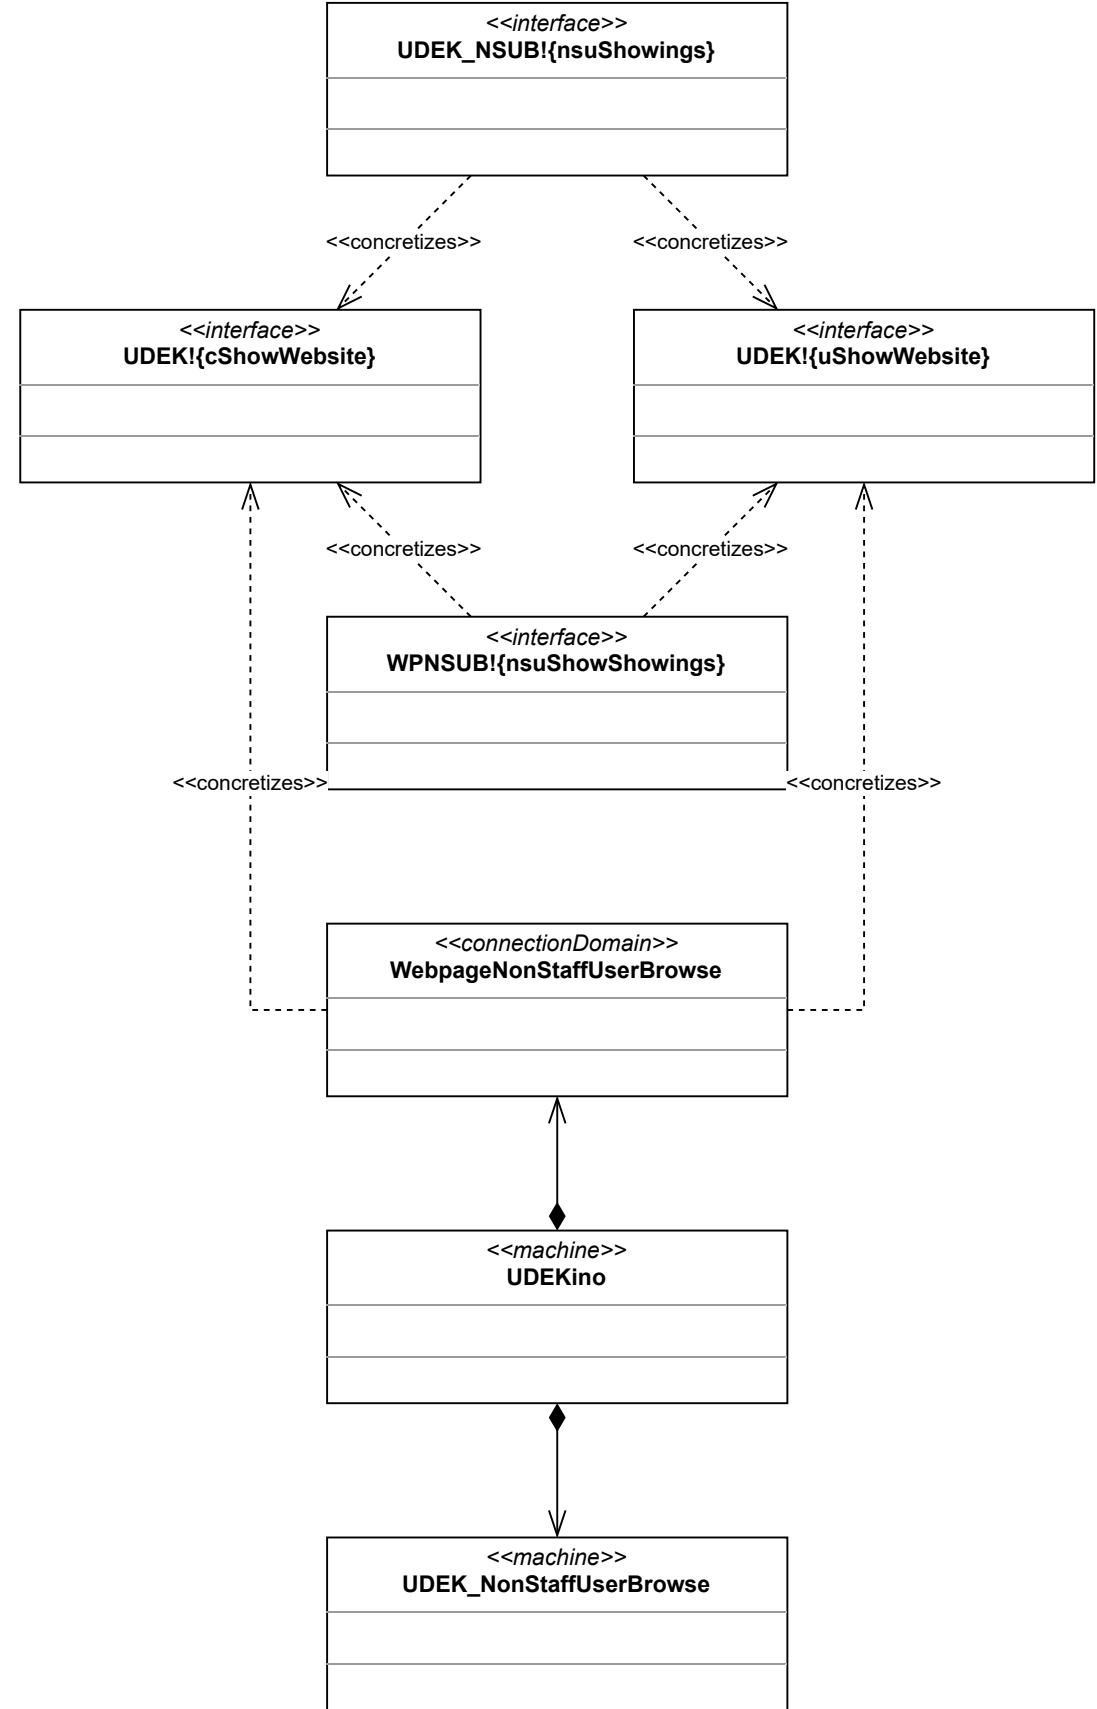 <<interface>>
UDEK_NSUB!{nsuShowings}
<<concretizes>>
<<concretizes>>
<<interface>>
UDEK!{cShowWebsite}
<<interface>>
UDEK!{uShowWebsite}
<<concretizes>>
<<concretizes>>
<<interface>>
WPNSUB!{nsuShowShowings}
<<concretizes>>
<<concretizes>>
<<connectionDomain>>
WebpageNonStaffUserBrowse
<<machine>>
UDEKino
<<machine>>
UDEK_NonStaffUserBrowse